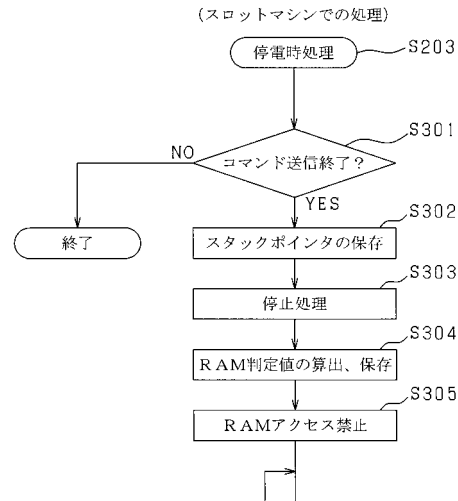 (スロットマシンでの処理)
停電時処理
S203
S301
コマンド送信終了？
NO
YES
終了
S302
スタックポインタの保存
S303
停止処理
S304
RAM判定値の算出、保存
S305
RAMアクセス禁止